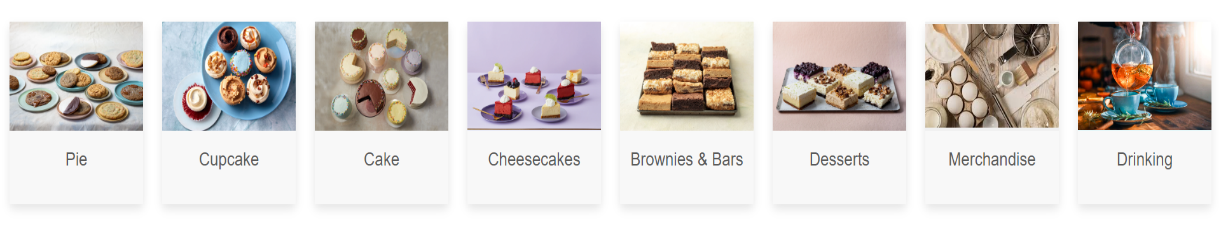 Pie
Cupcake
Cake
Cheesecakes
Brownies & Bars
Desserts
Merchandise
Drinking